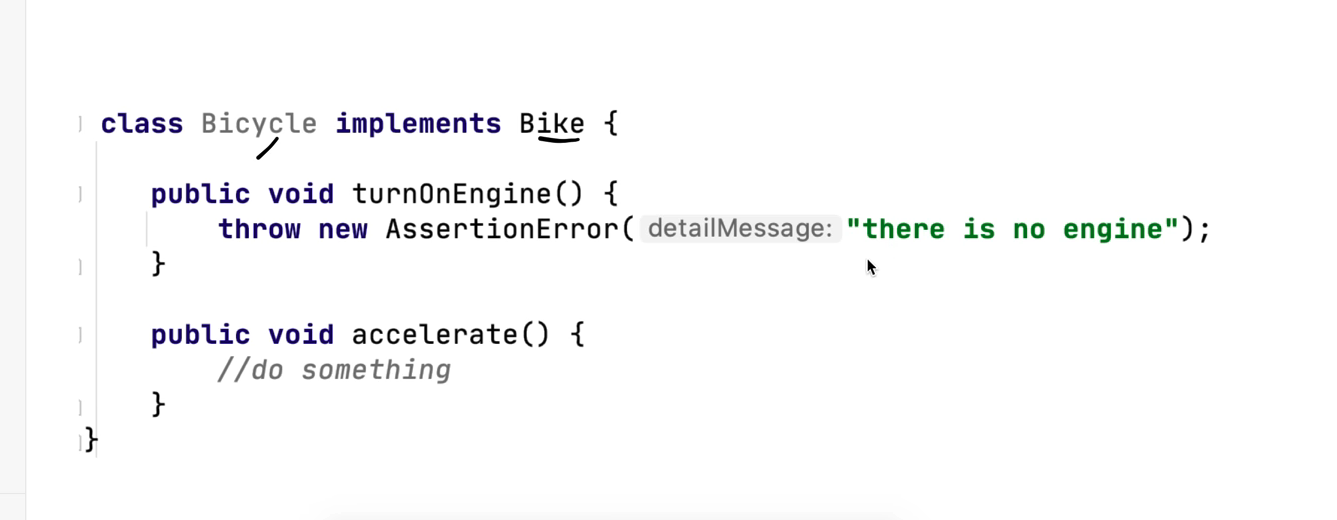 class Bicycle implements Bike {
public void turnOnEngine() {
throw new AssertionError( detailMessage: "there is no engine");
}
public void accelerate() {
//do something
}
}